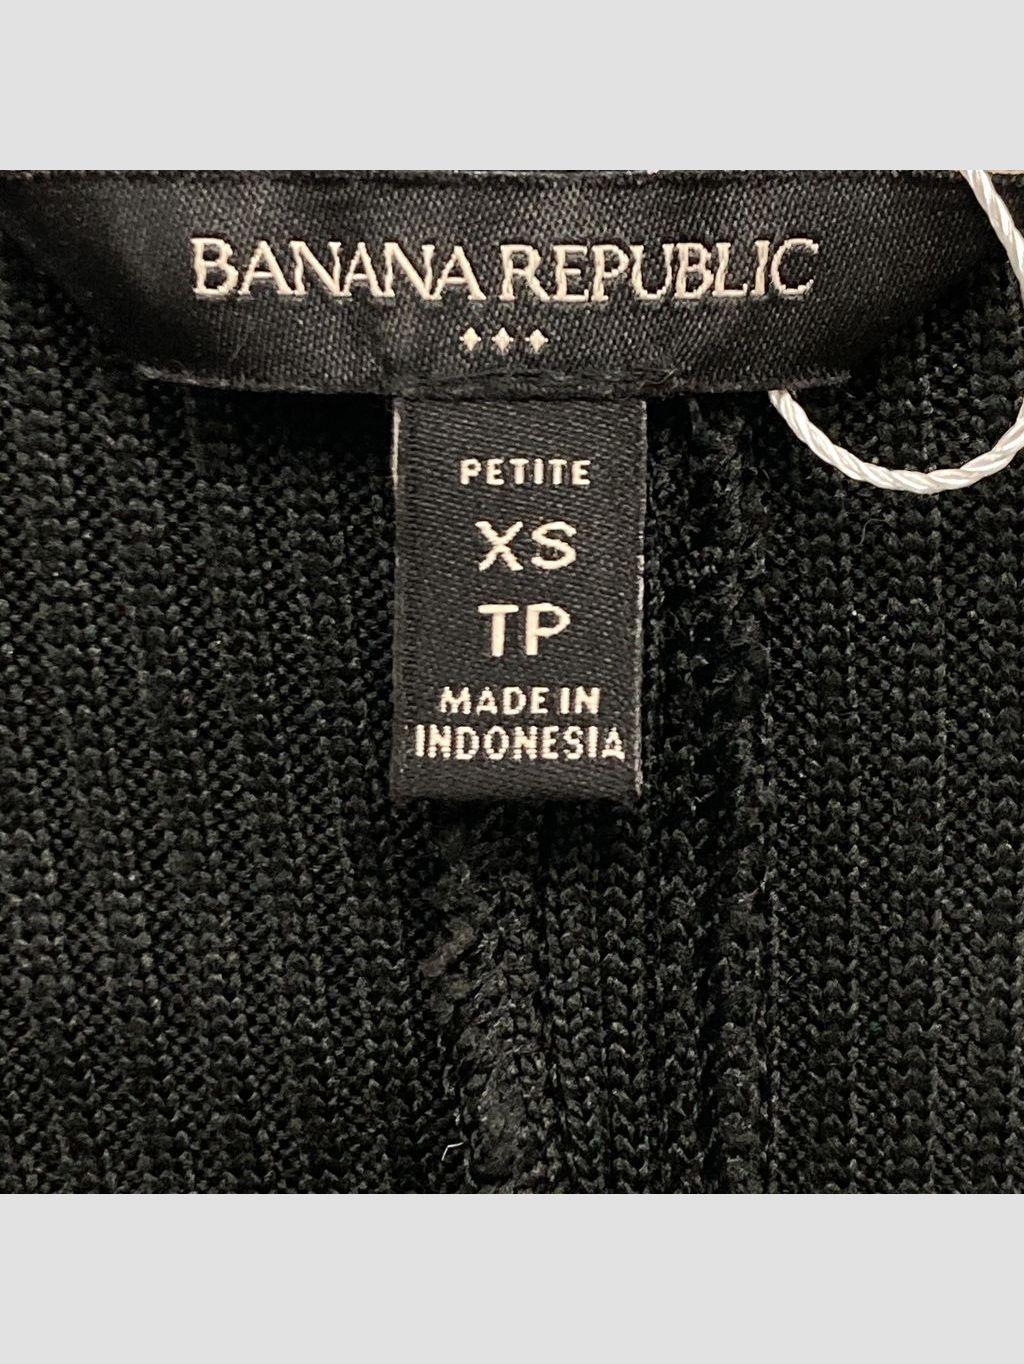 BANANA REPUBLIC
PETITE
XS
TP
MADE IN
INDONESIA